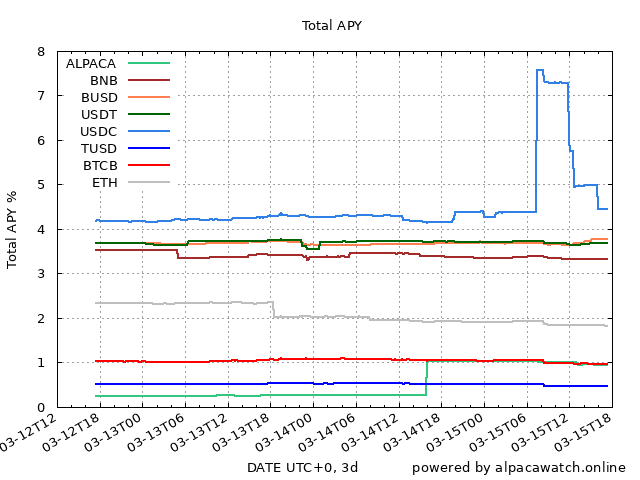 Total APY
Total APY %
8
7
6
5
4
3
2
1
0
ALPACA
BNB
BUSD
USDT
USDC
TUSD
BTCB
ETH
03-12T12
03-12T18
03-13T00
03-13T06
03-13T12
03-13T18
03-14T00
03-14T06
03-14T12
03-14T18
03-15T00
03-15T06
03-15T12
03-15T18
DATE UTC+0, 3d
powered by alpacawatch.online